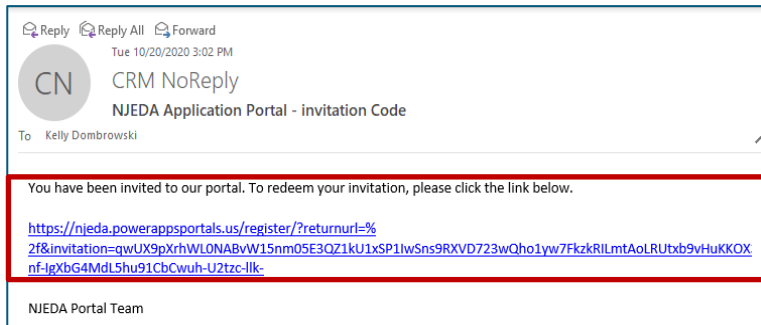 Reply Reply All Forward
Tue 10/20/2020 3:02 PM
CN
CRM NoReply
NJEDA Application Portal - invitation Code
To Kelly Dombrowski
You have been invited to our portal. To redeem your invitation, please click the link below.
https://njeda.powerappsportals.us/register/?returnurl=%
2f&invitation=qwUX9pXrhWL0NABvW15nm05E3QZ1kU1xSP1IwSns9RXVD723wQho1yw7FkzkRILmtAoLRUtxb9vHuKKOX
nf-IgXbG4MdL5hu91CbCwuh-U2tzc-llk-
NJEDA Portal Team